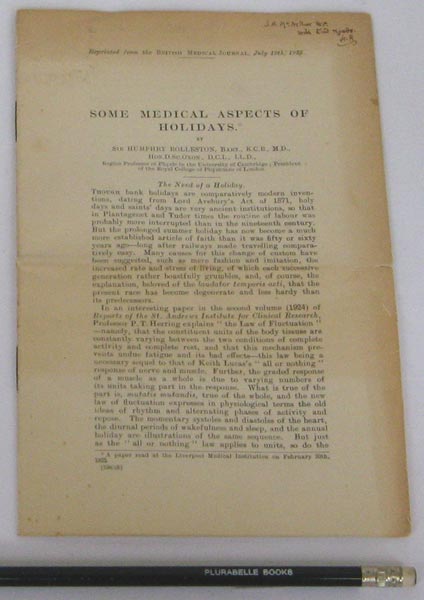 Reprinted from the BRITISH MEDICAL JOURNAL, July 18th, 1925.
SOME MEDICAL ASPECTS OF
HOLIDAYS.*
BY
SIR HUMPHRY ROLLESTON, BART., K.C.B., M.D.,
HON.D.SC.OXON., D.C.L., LL.D.,
Regius Professor of Physic in the University of Cambridge; President
of the Royal College of Physicians of London.
The Need of a Holiday.
THOUGH bank holidays are comparatively modern inven-
tions, dating from Lord Avebury's Act of 1871, holy
days and saints' days are very ancient institutions, so that
in Plantagenet and Tudor times the routine of labour was
probably more interrupted than in the nineteenth century.
But the prolonged summer holiday has now become a much
more established article of faith than it was fifty or sixty
years ago—long after railways made travelling compara-
tively easy. Many causes for this change of custom have
been suggested, such as mere fashion and imitation, the
increased rate and stress of living, of which each successive
generation rather boastfully grumbles, and, of course, the
explanation, beloved of the laudator temporis acti, that the
present race has become degenerate and less hardy than
its predecessors.
In an interesting paper in the second volume (1924) of
Reports of the St. Andrews Institute for Clinical Research,
Professor P. T. Herring explains "the Law of Fluctuation"
—namely, that the constituent units of the body tissues are
constantly varying between the two conditions of complete
activity and complete rest, and that this mechanism pre-
vents undue fatigue and its bad effects—this law being a
necessary sequel to that of Keith Lucas's "all or nothing"
response of nerve and muscle. Further, the graded response
of a muscle as a whole is due to varying numbers of
its units taking part in the response. What is true of the
part is, mutatis mutandis, true of the whole, and the new
law of fluctuation expresses in physiological terms the old
ideas of rhythm and alternating phases of activity and
repose. The momentary systoles and diastoles of the heart,
the diurnal periods of wakefulness and sleep, and the annual
holiday are illustrations of the same sequence. But just
as the "all or nothing" law applies to units, so do the
* A paper read at the Liverpool Medical Institution on February
1925
PLURABELLE BOOKS